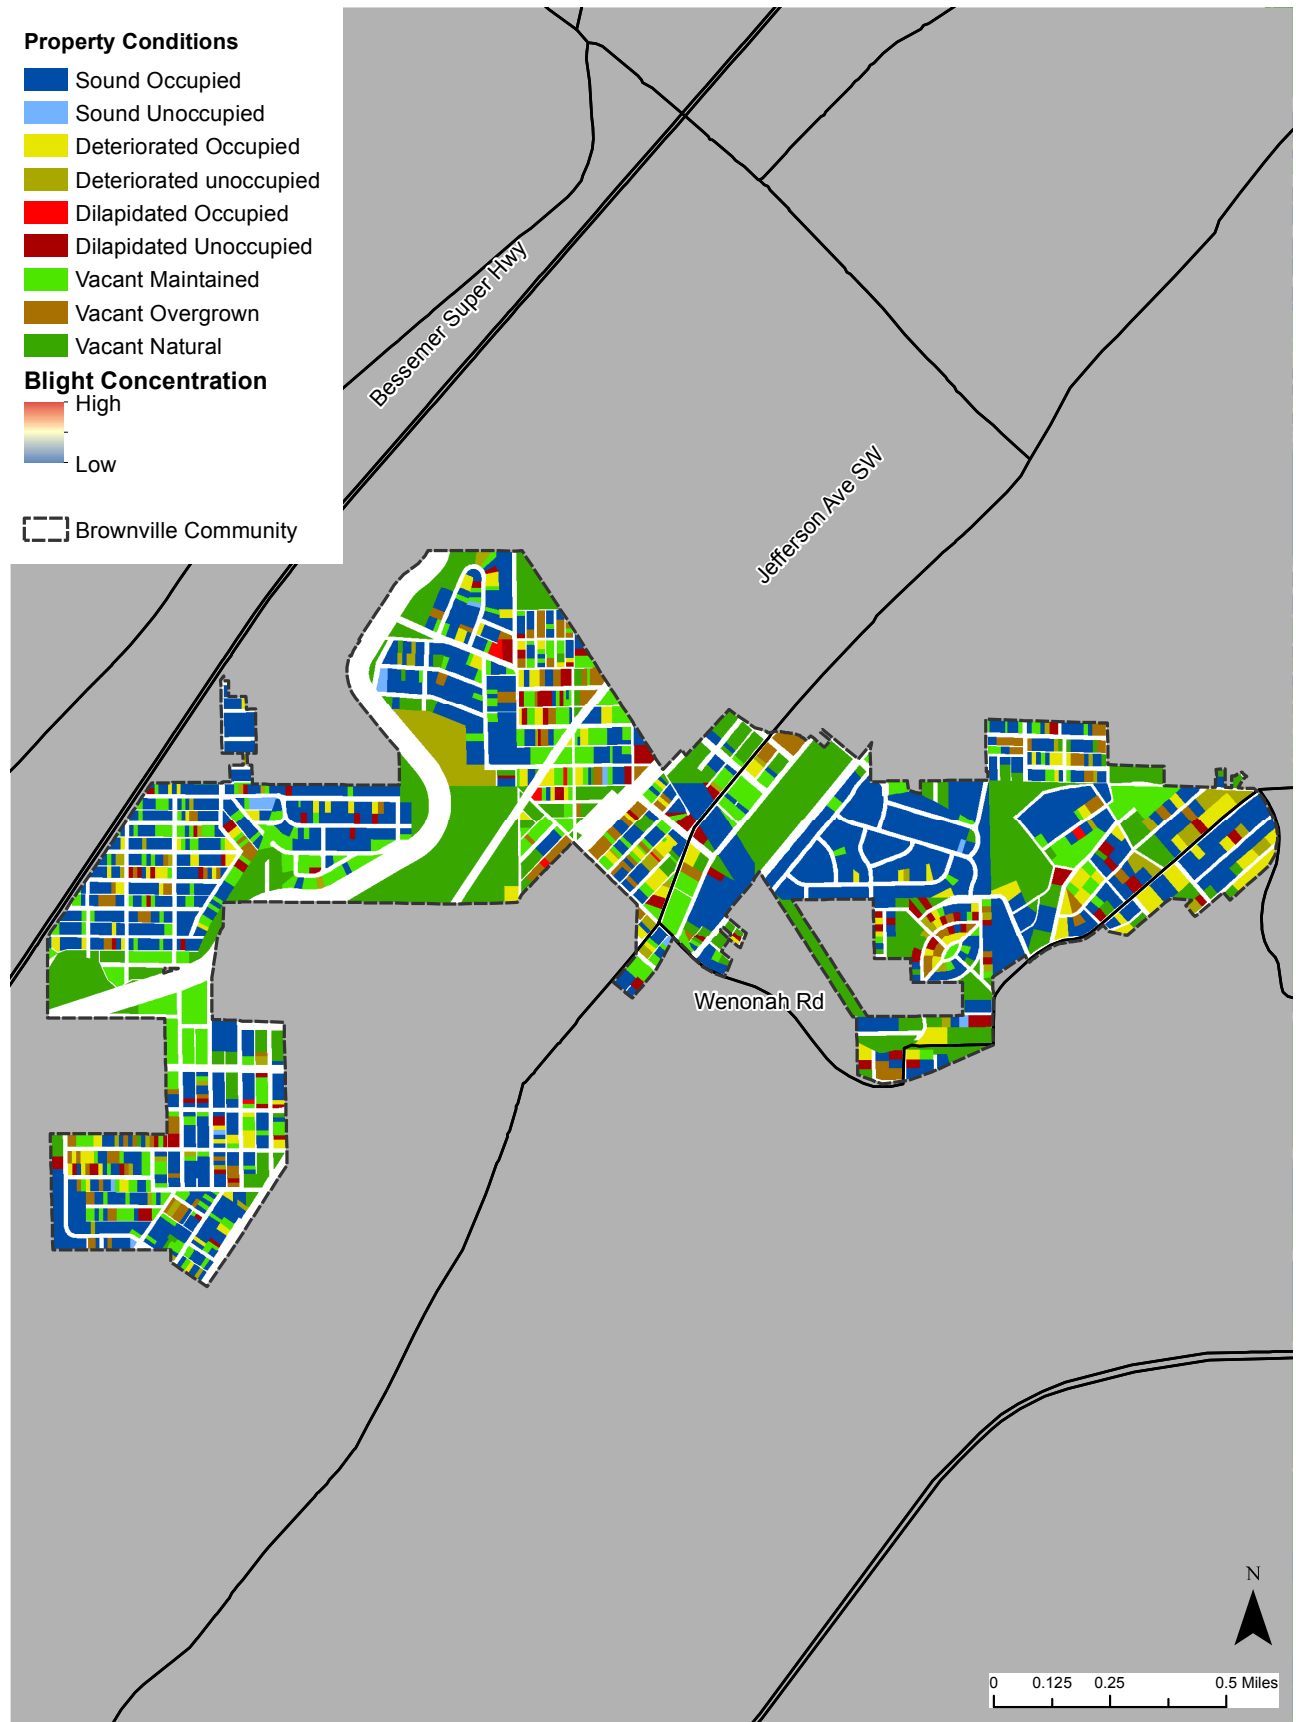 Property Conditions
Sound Occupied
Sound Unoccupied
Deteriorated Occupied
Deteriorated unoccupied
Dilapidated Occupied
Dilapidated Unoccupied
Vacant Maintained
Vacant Overgrown
Vacant Natural
Blight Concentration
High
Low
Brownville Community
Bessemer Super Hwy
Jefferson Ave SW
Wenonah Rd
N
0 0.125 0.25 0.5 Miles